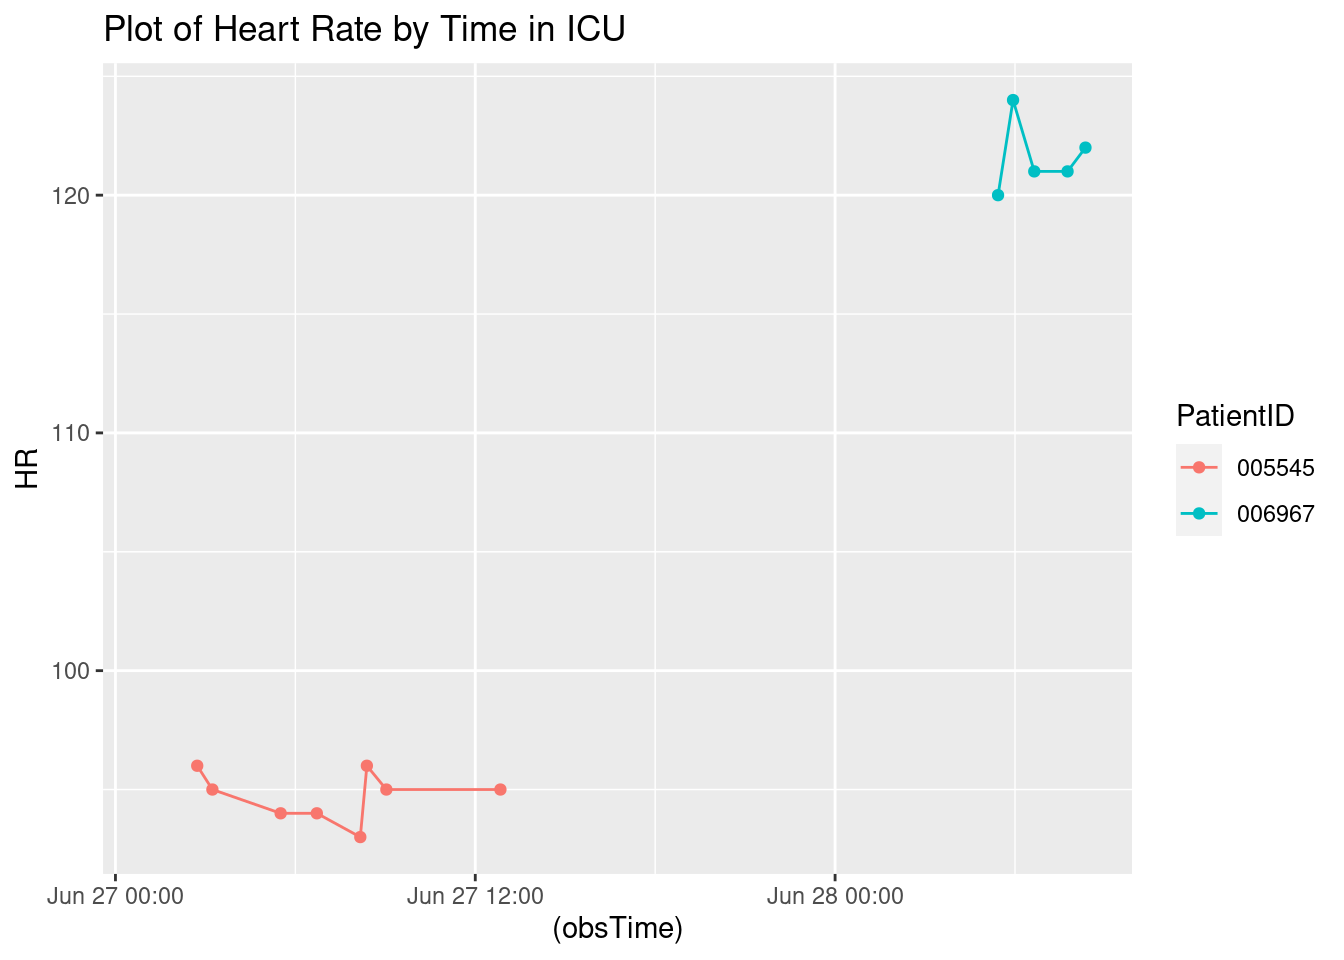 Plot of Heart Rate by Time in ICU
HR
120
110
100
Jun 27 00:00
Jun 27 12:00
Jun 28 00:00
(obsTime)
PatientID
005545
006967